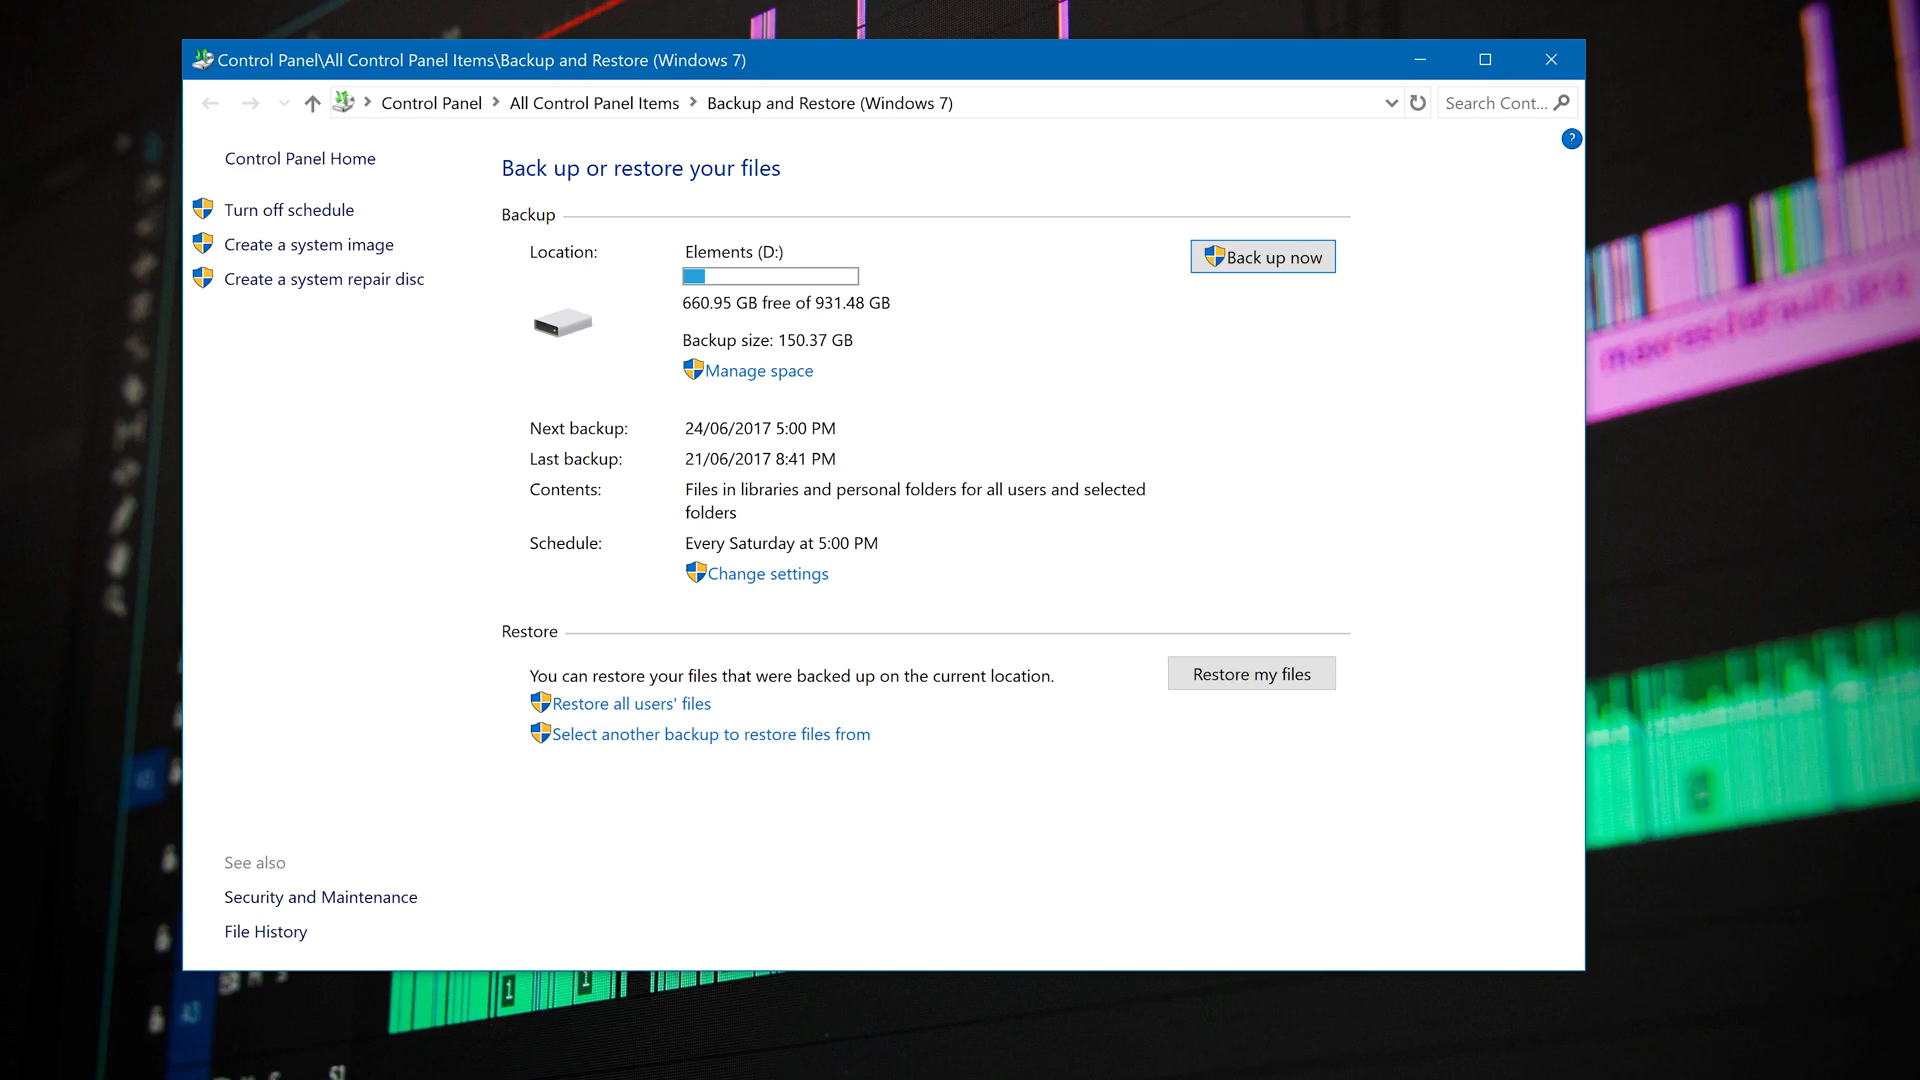 Control Panel\All Control Panel Items\Backup and Restore (Windows 7)
Control Panel
All Control Panel Items
Backup and Restore (Windows 7)
Search Cont...
?
Control Panel Home
Turn off schedule
Create a system image
Create a system repair disc
Back up or restore your files
Backup
Location:
Elements (D:)
Back up now
660.95 GB free of 931.48 GB
Backup size: 150.37 GB
Manage space
Next backup:
24/06/2017 5:00 PM
Last backup:
21/06/2017 8:41 PM
Contents:
Files in libraries and personal folders for all users and selected
folders
Schedule:
Every Saturday at 5:00 PM
Change settings
Restore
You can restore your files that were backed up on the current location.
Restore my files
Restore all users' files
Select another backup to restore files from
See also
Security and Maintenance
File History